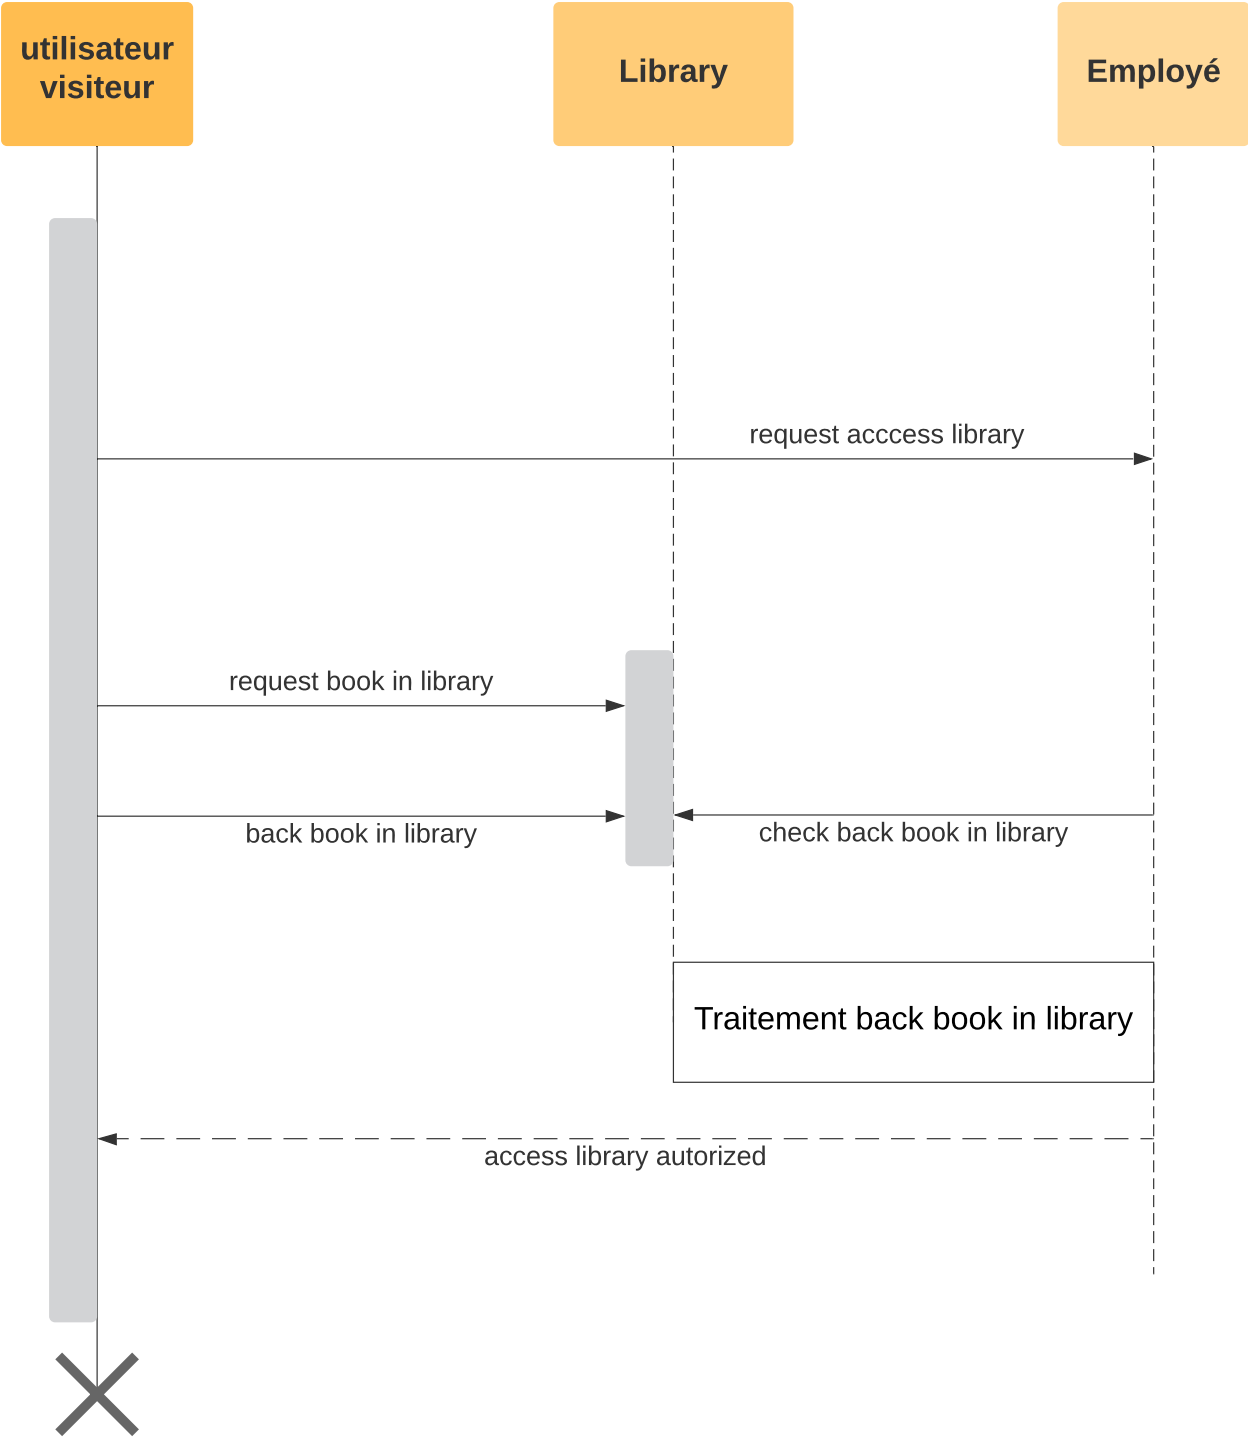 utilisateur
visiteur
Library
Employé
request acccess library
request book in library
back book in library
check back book in library
Traitement back book in library
access library autorized